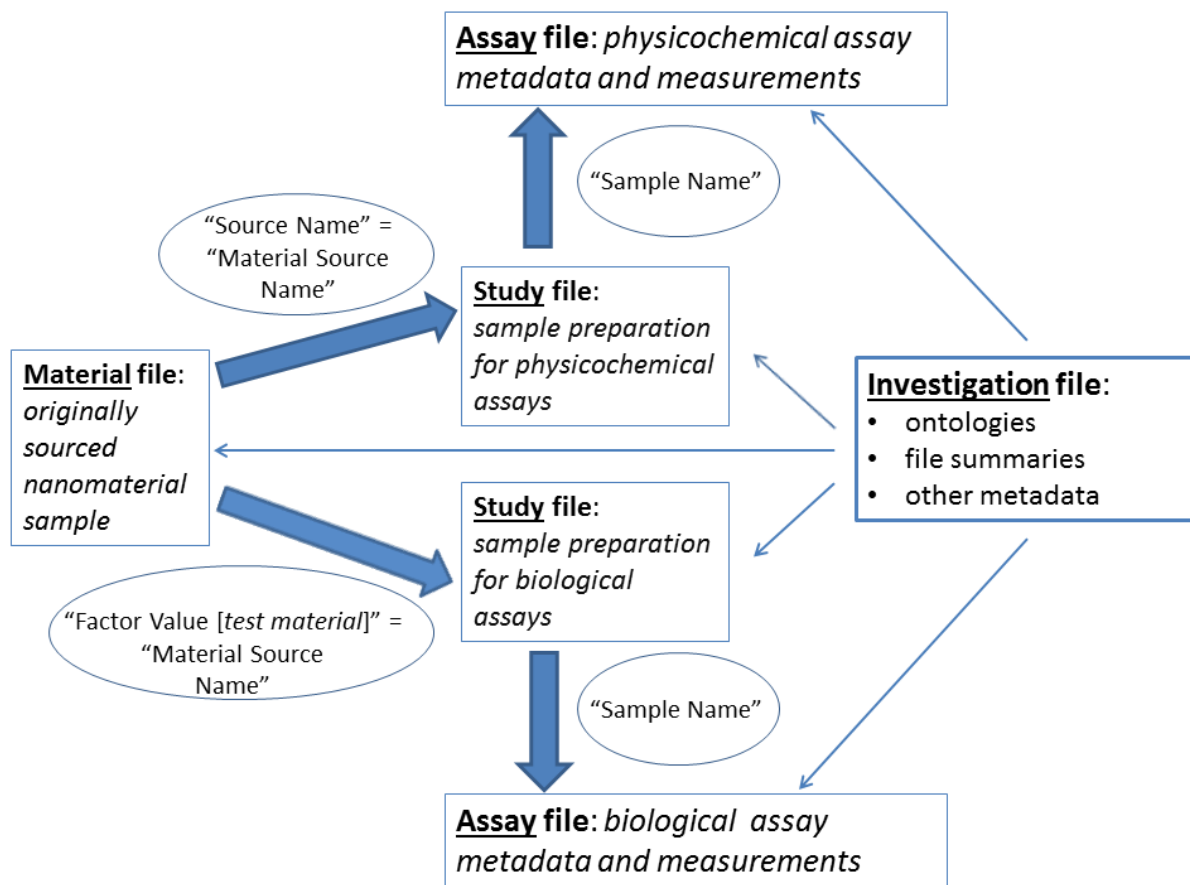 Assay file: physicochemical assay
metadata and measurements
“Sample Name”
“Source Name” =
“Material Source
Name”
Study file:
sample preparation
for physicochemical
assays
Material file:
originally
sourced
nanomaterial
sample
Investigation file:
• ontologies
• file summaries
• other metadata
Study file:
sample preparation
for biological
assays
“Factor Value [test material]” =
“Material Source
Name”
“Sample Name”
Assay file: biological assay
metadata and measurements